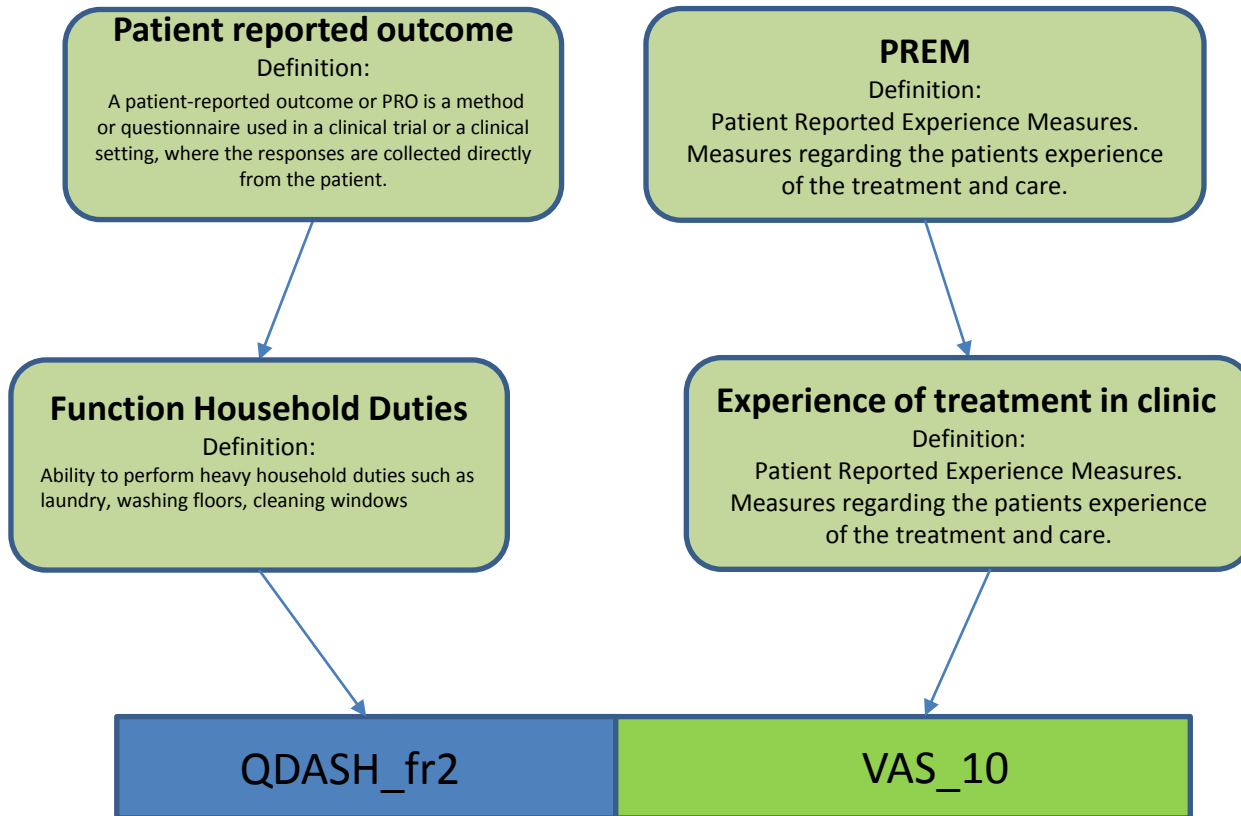 Patient reported outcome
Definition:
A patient-reported outcome or PRO is a method
or questionnaire used in a clinical trial or a clinical
setting, where the responses are collected directly
from the patient.
PREM
Definition:
Patient Reported Experience Measures.
Measures regarding the patients experience
of the treatment and care.
Function Household Duties
Definition:
Ability to perform heavy household duties such as
laundry, washing floors, cleaning windows
Experience of treatment in clinic
Definition:
Patient Reported Experience Measures.
Measures regarding the patients experience
of the treatment and care.
QDASH_fr2
VAS_10